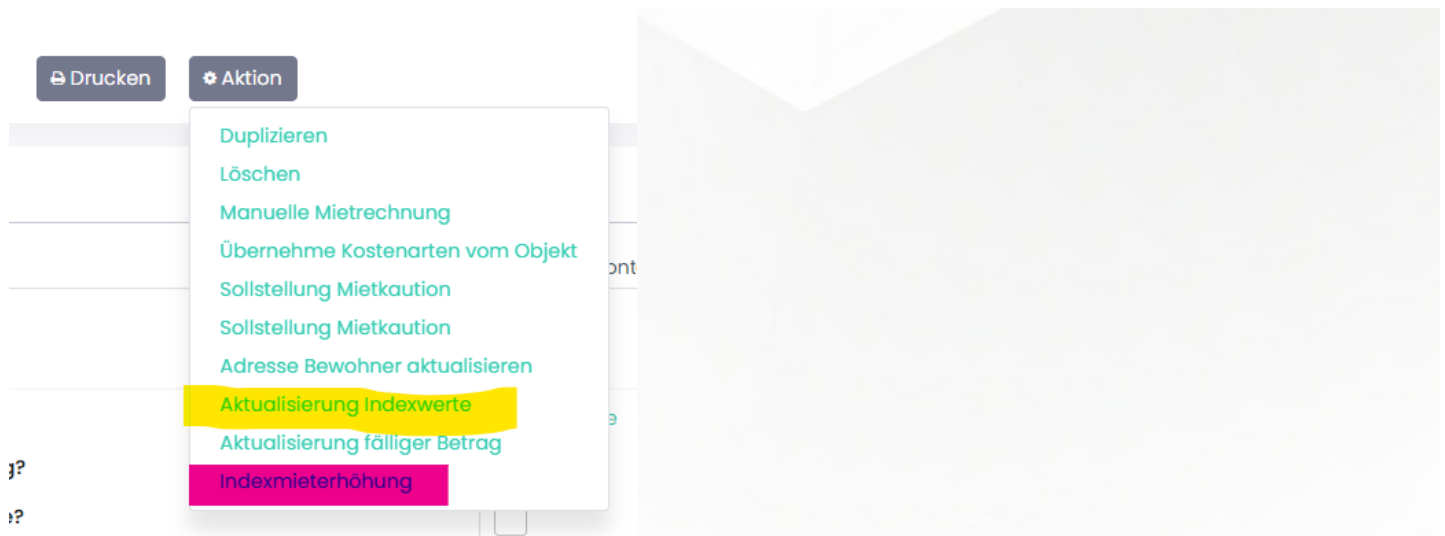 Drucken Aktion
Duplizieren
Löschen
Manuelle Mietrechnung
Übernehme Kostenarten vom Objekt
Sollstellung Mietkaution
Sollstellung Mietkaution
Adresse Bewohner aktualisieren
Aktualisierung Indexwerte
Aktualisierung fälliger Betrag
Indexmieterhöhung